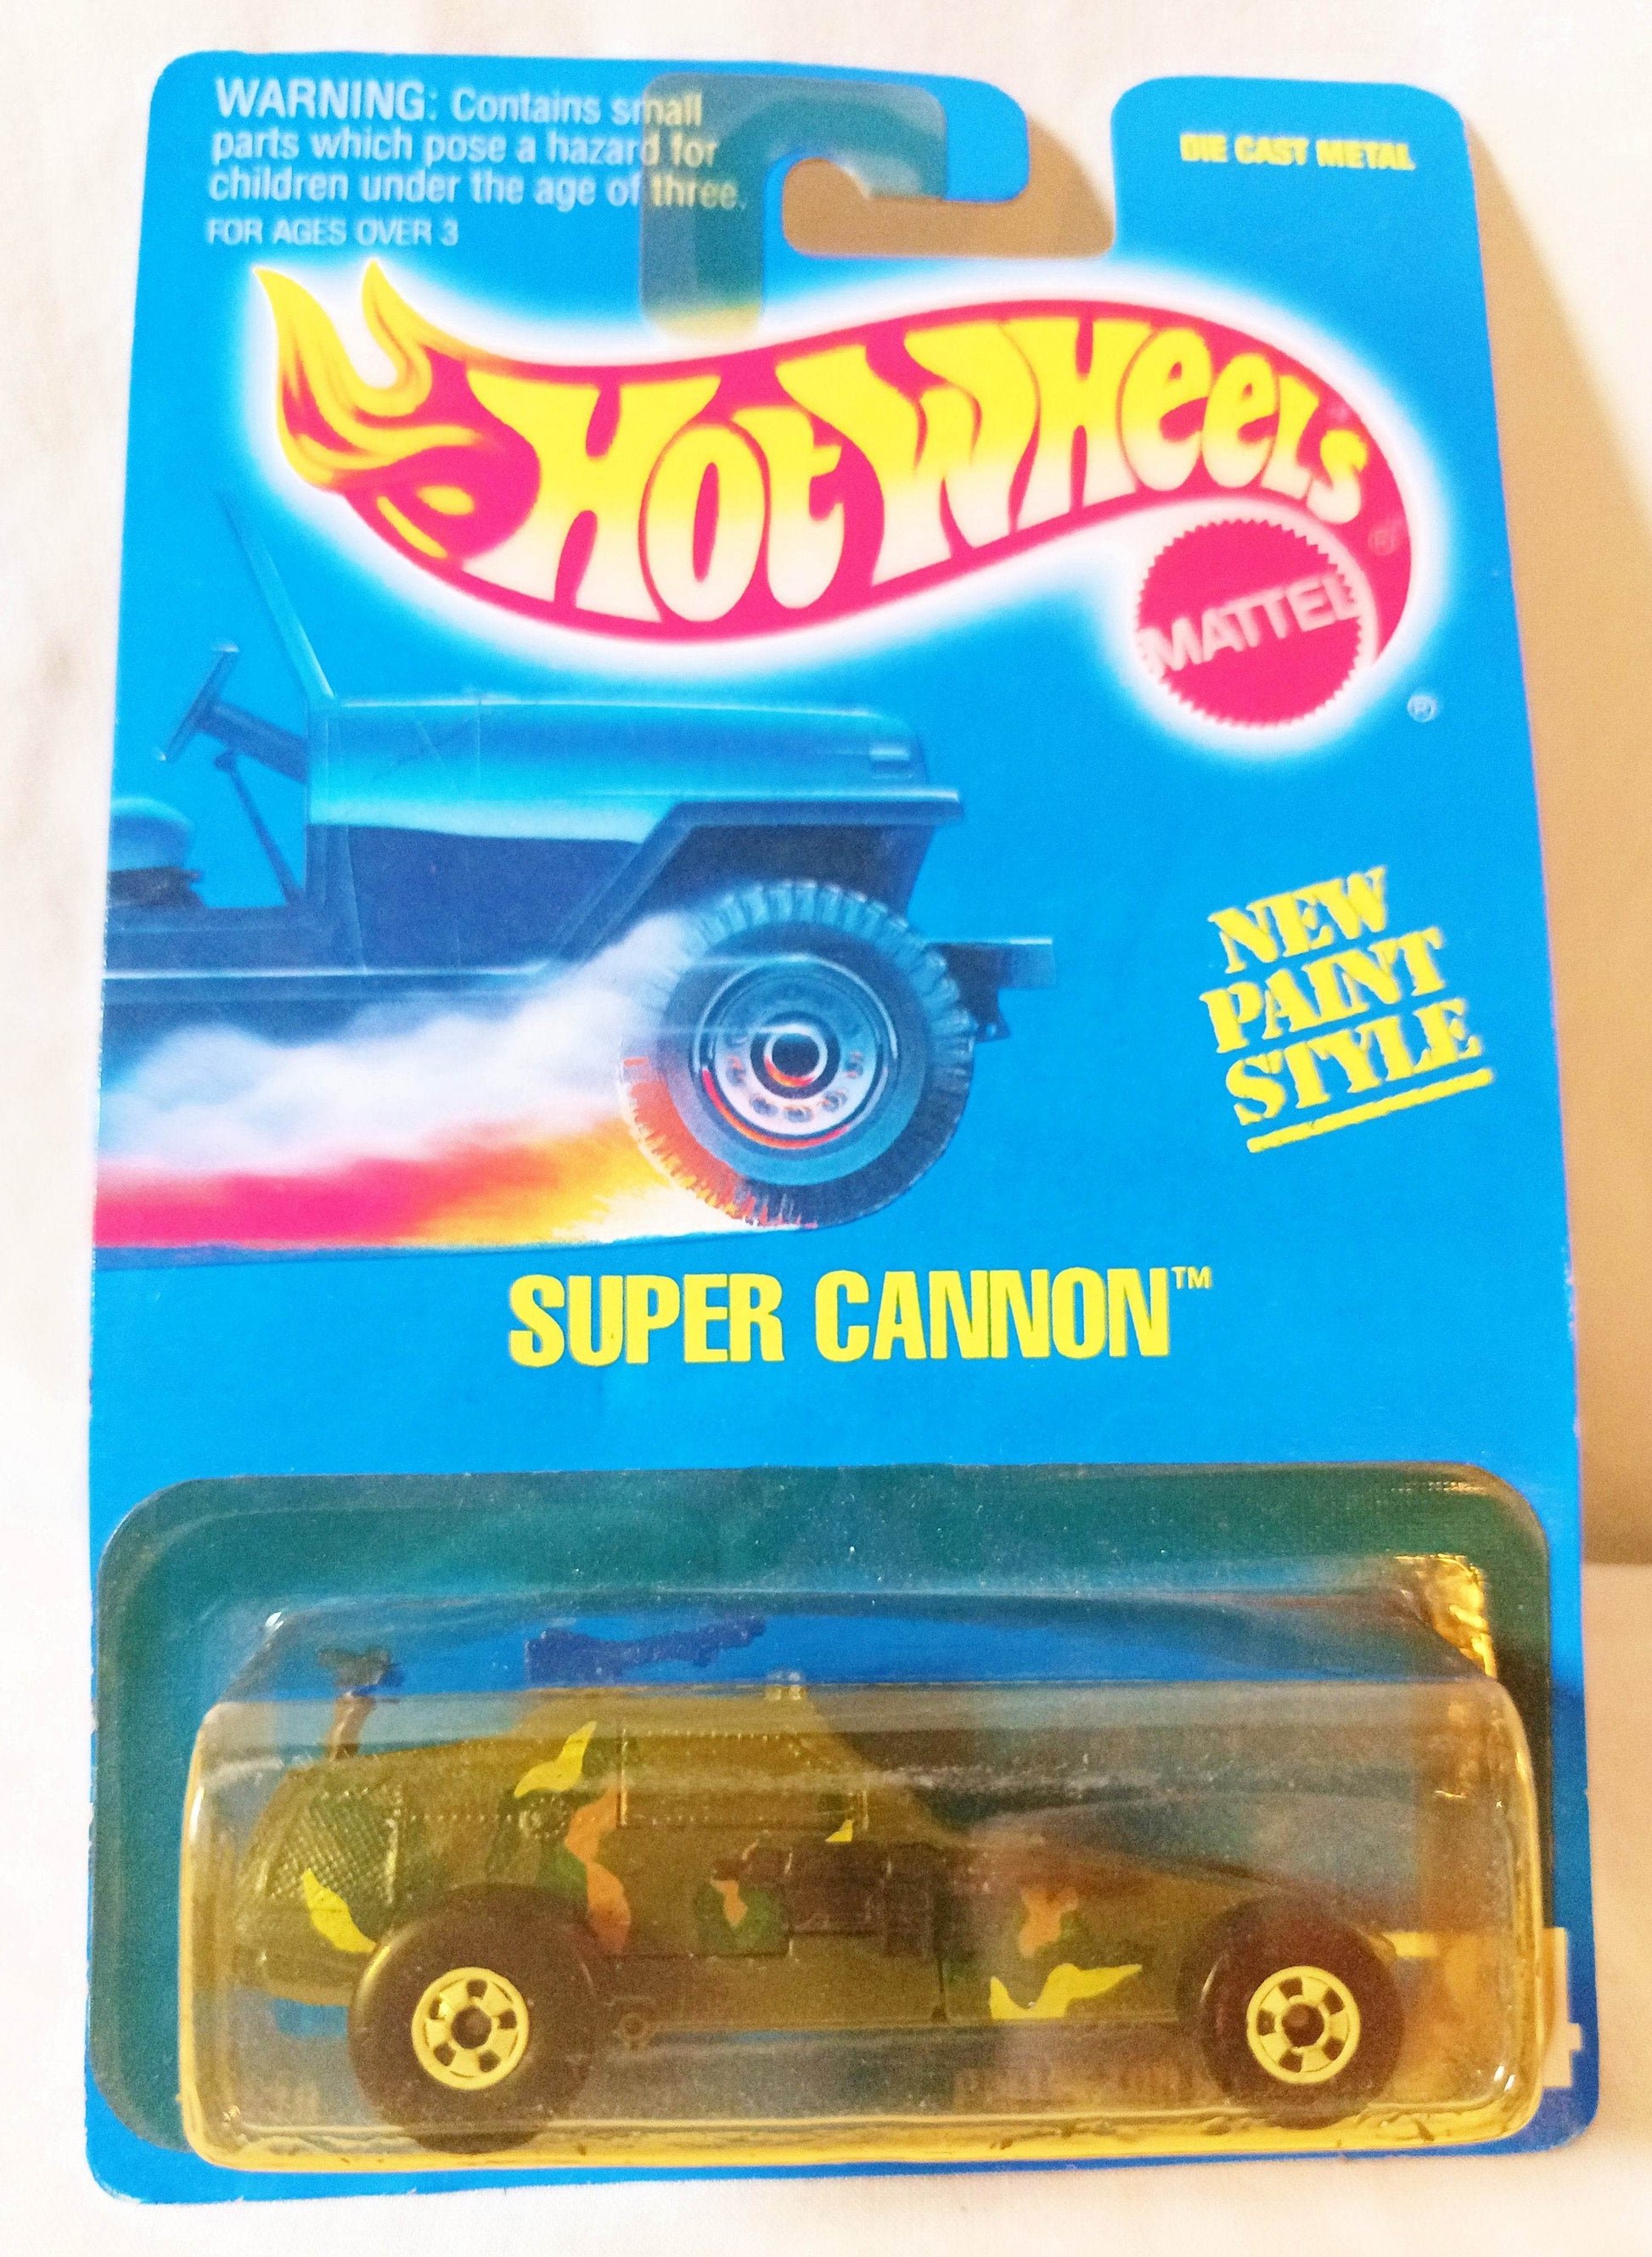 WARNING: Contains small
parts which pose a hazard for
children under the age of three.
FOR AGES OVER 3
DIE CAST METAL
HOT WHEELS®
MATTEL
®
NEW
PAINT
STYLE
SUPER CANNON™